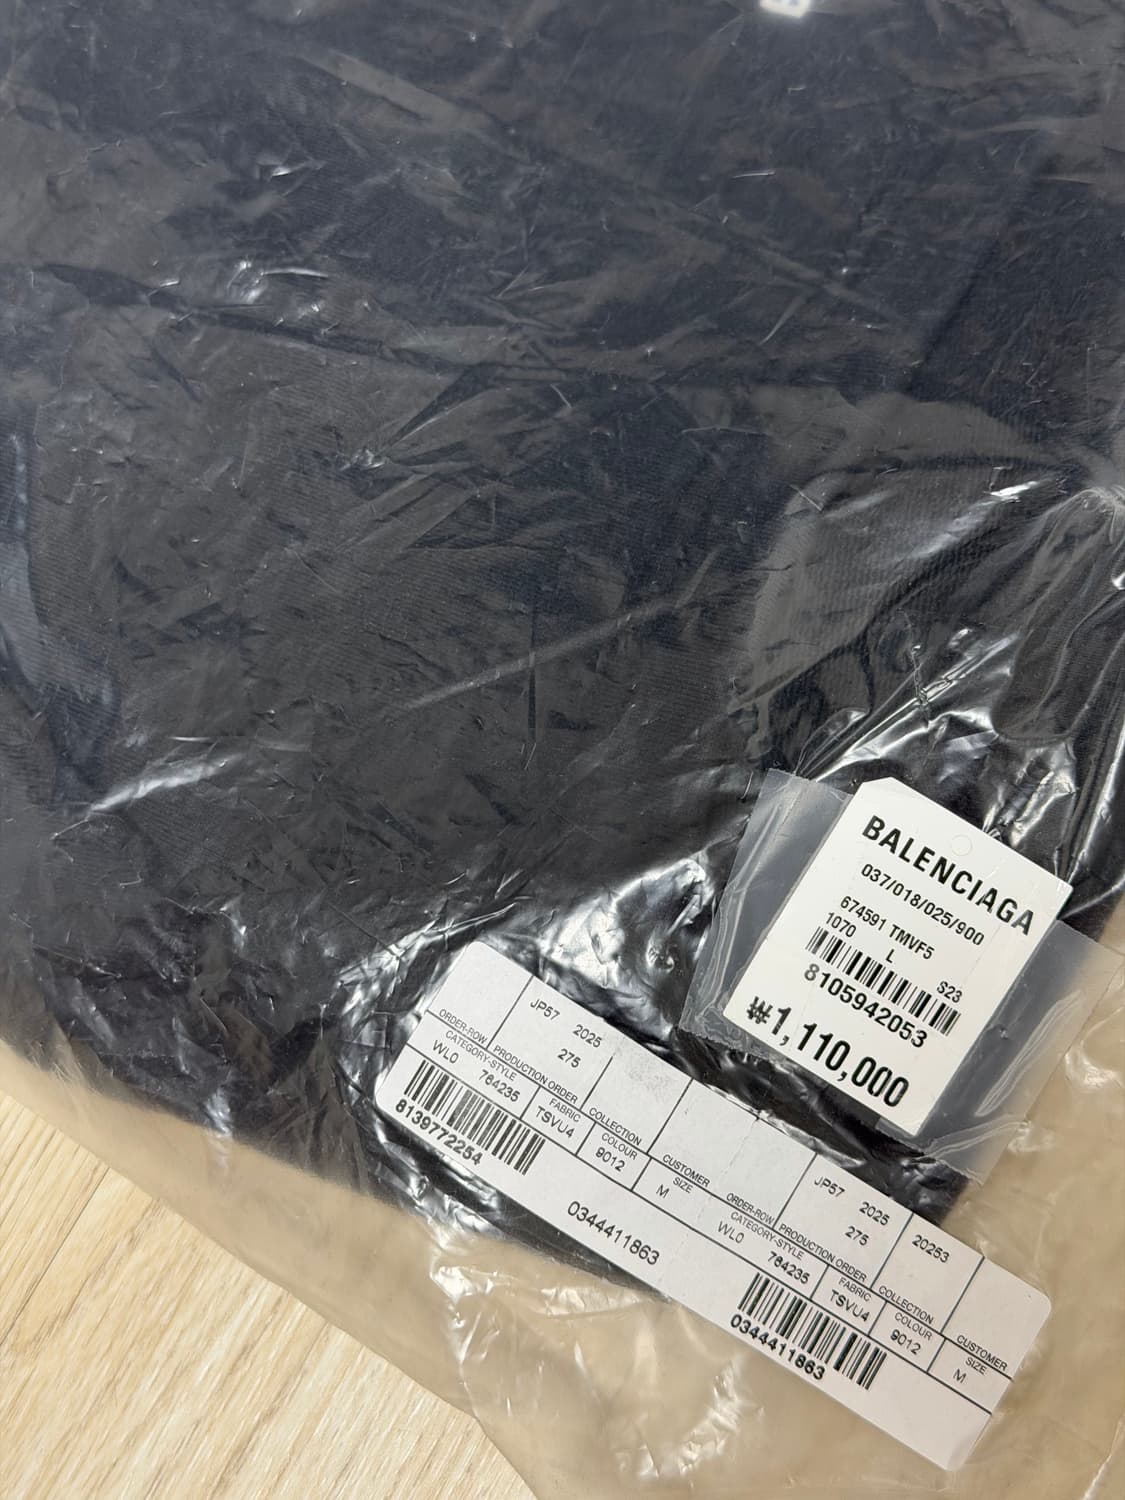 BALENCIAGA
037/018/025/900
674591 TMVF5
1070 L
S23
8105942053
₩1,110,000
JP57 2025
275
ORDER-ROW PRODUCTION ORDER COLLECTION CUSTOMER
CATEGORY-STYLE FABRIC COLOUR SIZE
WL0 784235 TSVU4 9012 M
8139772254
0344411863
JP57 2025 20253
275
ORDER-ROW PRODUCTION ORDER COLLECTION CUSTOMER
CATEGORY-STYLE FABRIC COLOUR SIZE
WL0 784235 TSVU4 9012 M
0344411863